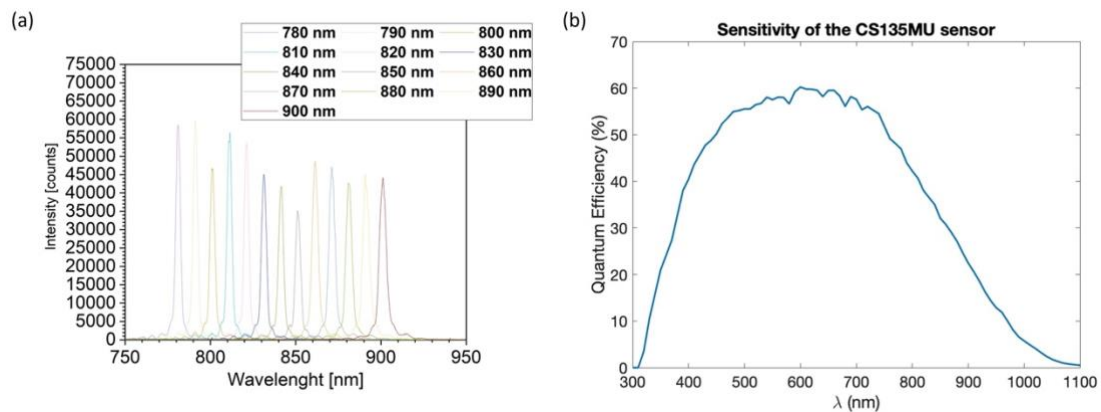 (a)
780 nm 790 nm 800 nm
810 nm 820 nm 830 nm
840 nm 850 nm 860 nm
870 nm 880 nm 890 nm
900 nm
75000
70000
65000
60000
55000
50000
45000
40000
35000
30000
25000
20000
15000
10000
5000
0
Intensity [counts]
750 800 850 900 950
Wavelenght [nm]
(b)
Sensitivity of the CS135MU sensor
70
60
50
40
30
20
10
0
Quantum Efficiency (%)
300 400 500 600 700 800 900 1000 1100
λ (nm)